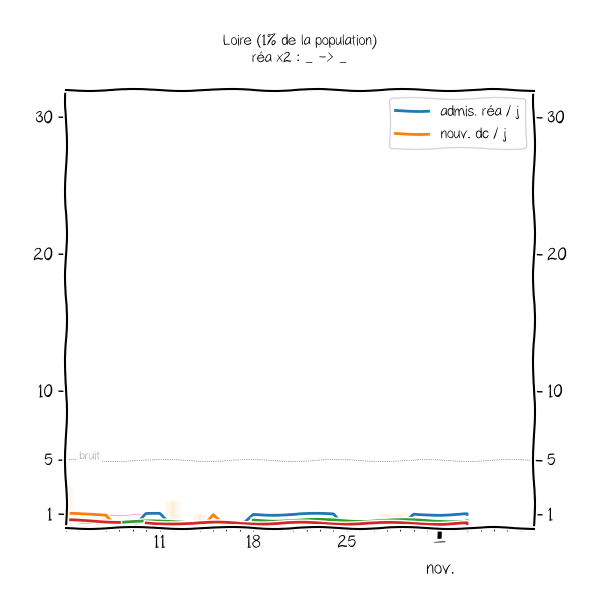 Loire (1% de la population)
réa x2 : _ -> _
admis. réa / j
nouv. dc / j
30
30
20
20
10
10
5
bruit
5
1
1
11
18
25
1
nov.